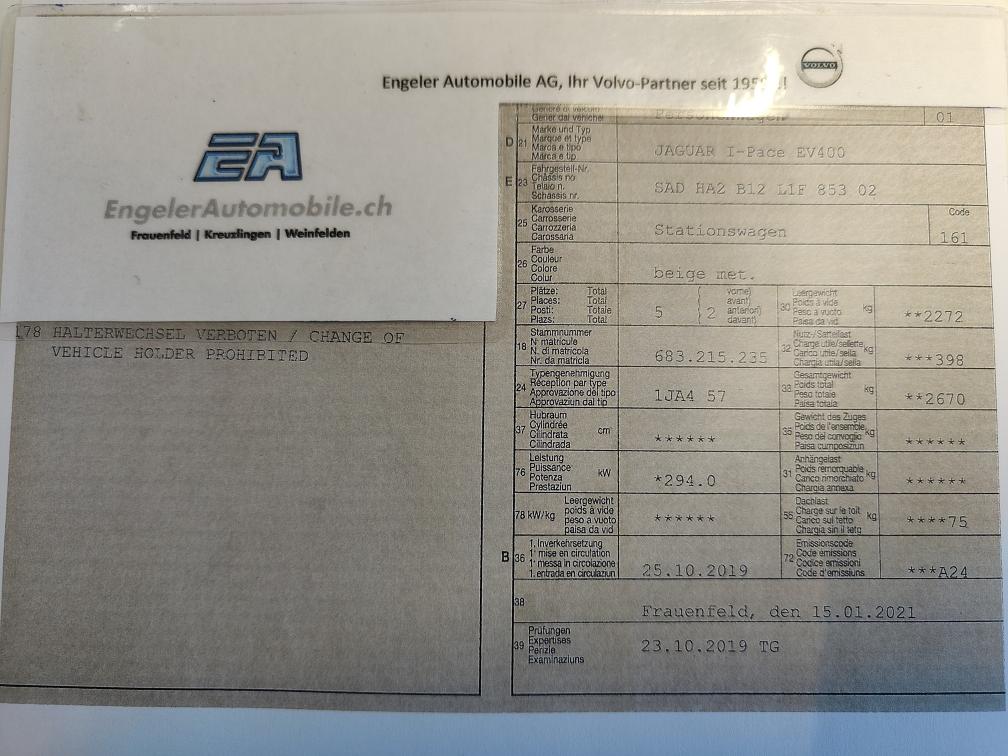 Engeler Automobile AG, Ihr Volvo-Partner seit
VOLVO
EA
EngelerAutomobile.ch
Frauenfeld | Kreuzlingen | Weinfelden
178 HALTERWECHSEL VERBOTEN / CHANGE OF
VEHICLE HOLDER PROHIBITED
Gener dal vehichel
Personenwagen
01
D 21
Marke und Typ
Marque et type
Marca e tipo
Marca e tip
JAGUAR I-Pace EV400
E 23
Fahrgestell-Nr.
Châssis no
Telaio n.
Schassis nr.
SAD HA2 B12 L1F 853 02
25
Karosserie
Carrosserie
Carrozzeria
Carossaria
Stationswagen
Code
161
26
Farbe
Couleur
Colore
Colur
beige met.
27
Plätze: Total
Places: Total
Posti: Totale
Plazs: Total
5
2
vorne)
avant)
anteriori)
davant)
30
Leergewicht
Poids à vide
Peso a vuoto
Paisa da vid
kg
**2272
18
Stammnummer
N° matricule
N. di matricola
Nr. da matricla
683.215.235
32
Nutz-/Sattellast
Charge utile/sellette
Carico utile/sella
Chargia utila/sella
kg
***398
24
Typengenehmigung
Réception par type
Approvazione del tipo
Approvaziun dal tip
1JA4 57
33
Gesamtgewicht
Poids total
Peso totale
Paisa totala
kg
**2670
37
Hubraum
Cylindrée
Cilindrata
Cilindrada
cm
******
35
Gewicht des Zuges
Poids de l'ensemble
Peso del convoglio
Paisa cumposiziun
kg
******
76
Leistung
Puissance
Potenza
Prestaziun
kW
*294.0
31
Anhängelast
Poids remorquable
Carico rimorchiato
Chargia annexa
kg
******
78 kW/kg
Leergewicht
poids à vide
peso a vuoto
paisa da vid
******
55
Dachlast
Charge sur le toit
Carico sul tetto
Chargia sin il tetg
kg
****75
B 36
1. Inverkehrsetzung
1re mise en circulation
1a messa in circolazione
1. entrada en circulaziun
25.10.2019
72
Emissionscode
Code émissions
Codice emissioni
Code d'emissiuns
***A24
38
Frauenfeld, den 15.01.2021
39
Prüfungen
Expertises
Perizie
Examinaziuns
23.10.2019 TG